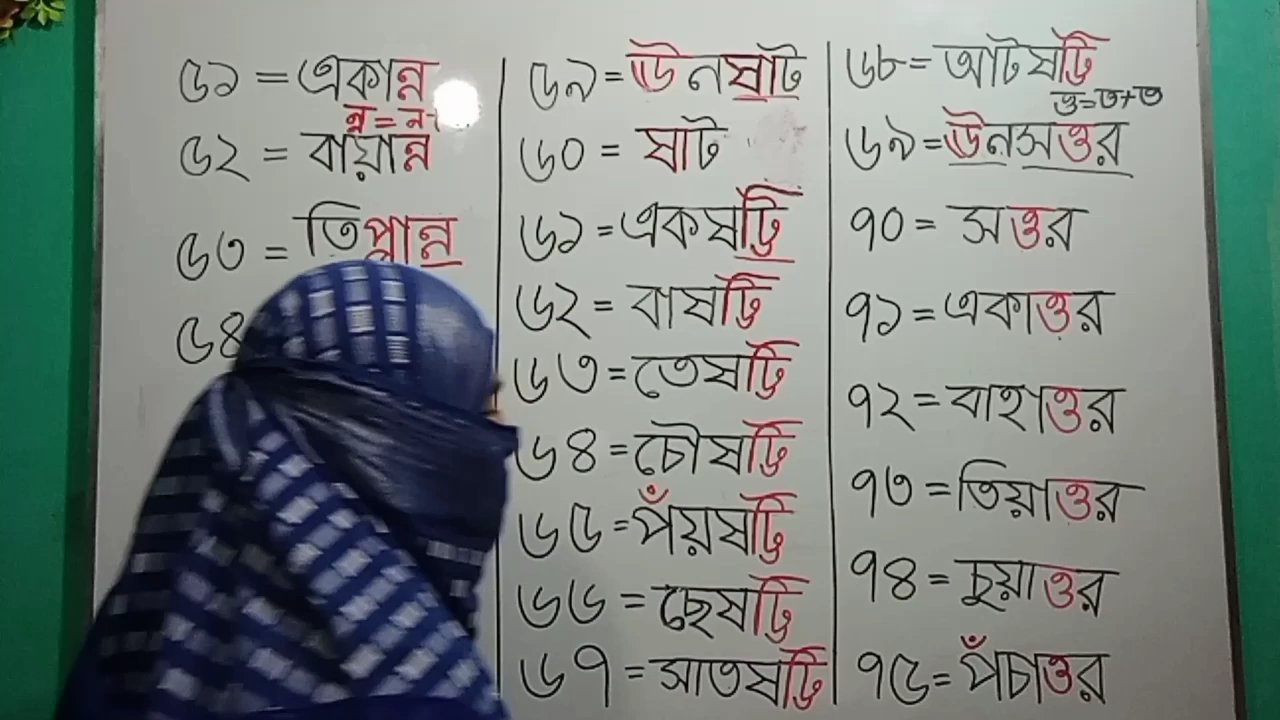 ৫১ = একান্ন
ন্ন = ন+
৫২ = বায়ান্ন
৫৩ = তিপ্পান্ন
৫৪
৫৯ = ঊনষাট
৬০ = ষাট
৬১ = একষট্টি
৬২ = বাষট্টি
৬৩ = তেষট্টি
৬৪ = চৌষট্টি
৬৫ = পঁয়ষট্টি
৬৬ = ছেষট্টি
৬৭ = সাতষট্টি
৬৮ = আটষট্টি
ত্ত = ত+ত
৬৯ = ঊনসত্তর
৭০ = সত্তর
৭১ = একাত্তর
৭২ = বাহাত্তর
৭৩ = তিয়াত্তর
৭৪ = চুয়াত্তর
৭৫ = পঁচাত্তর